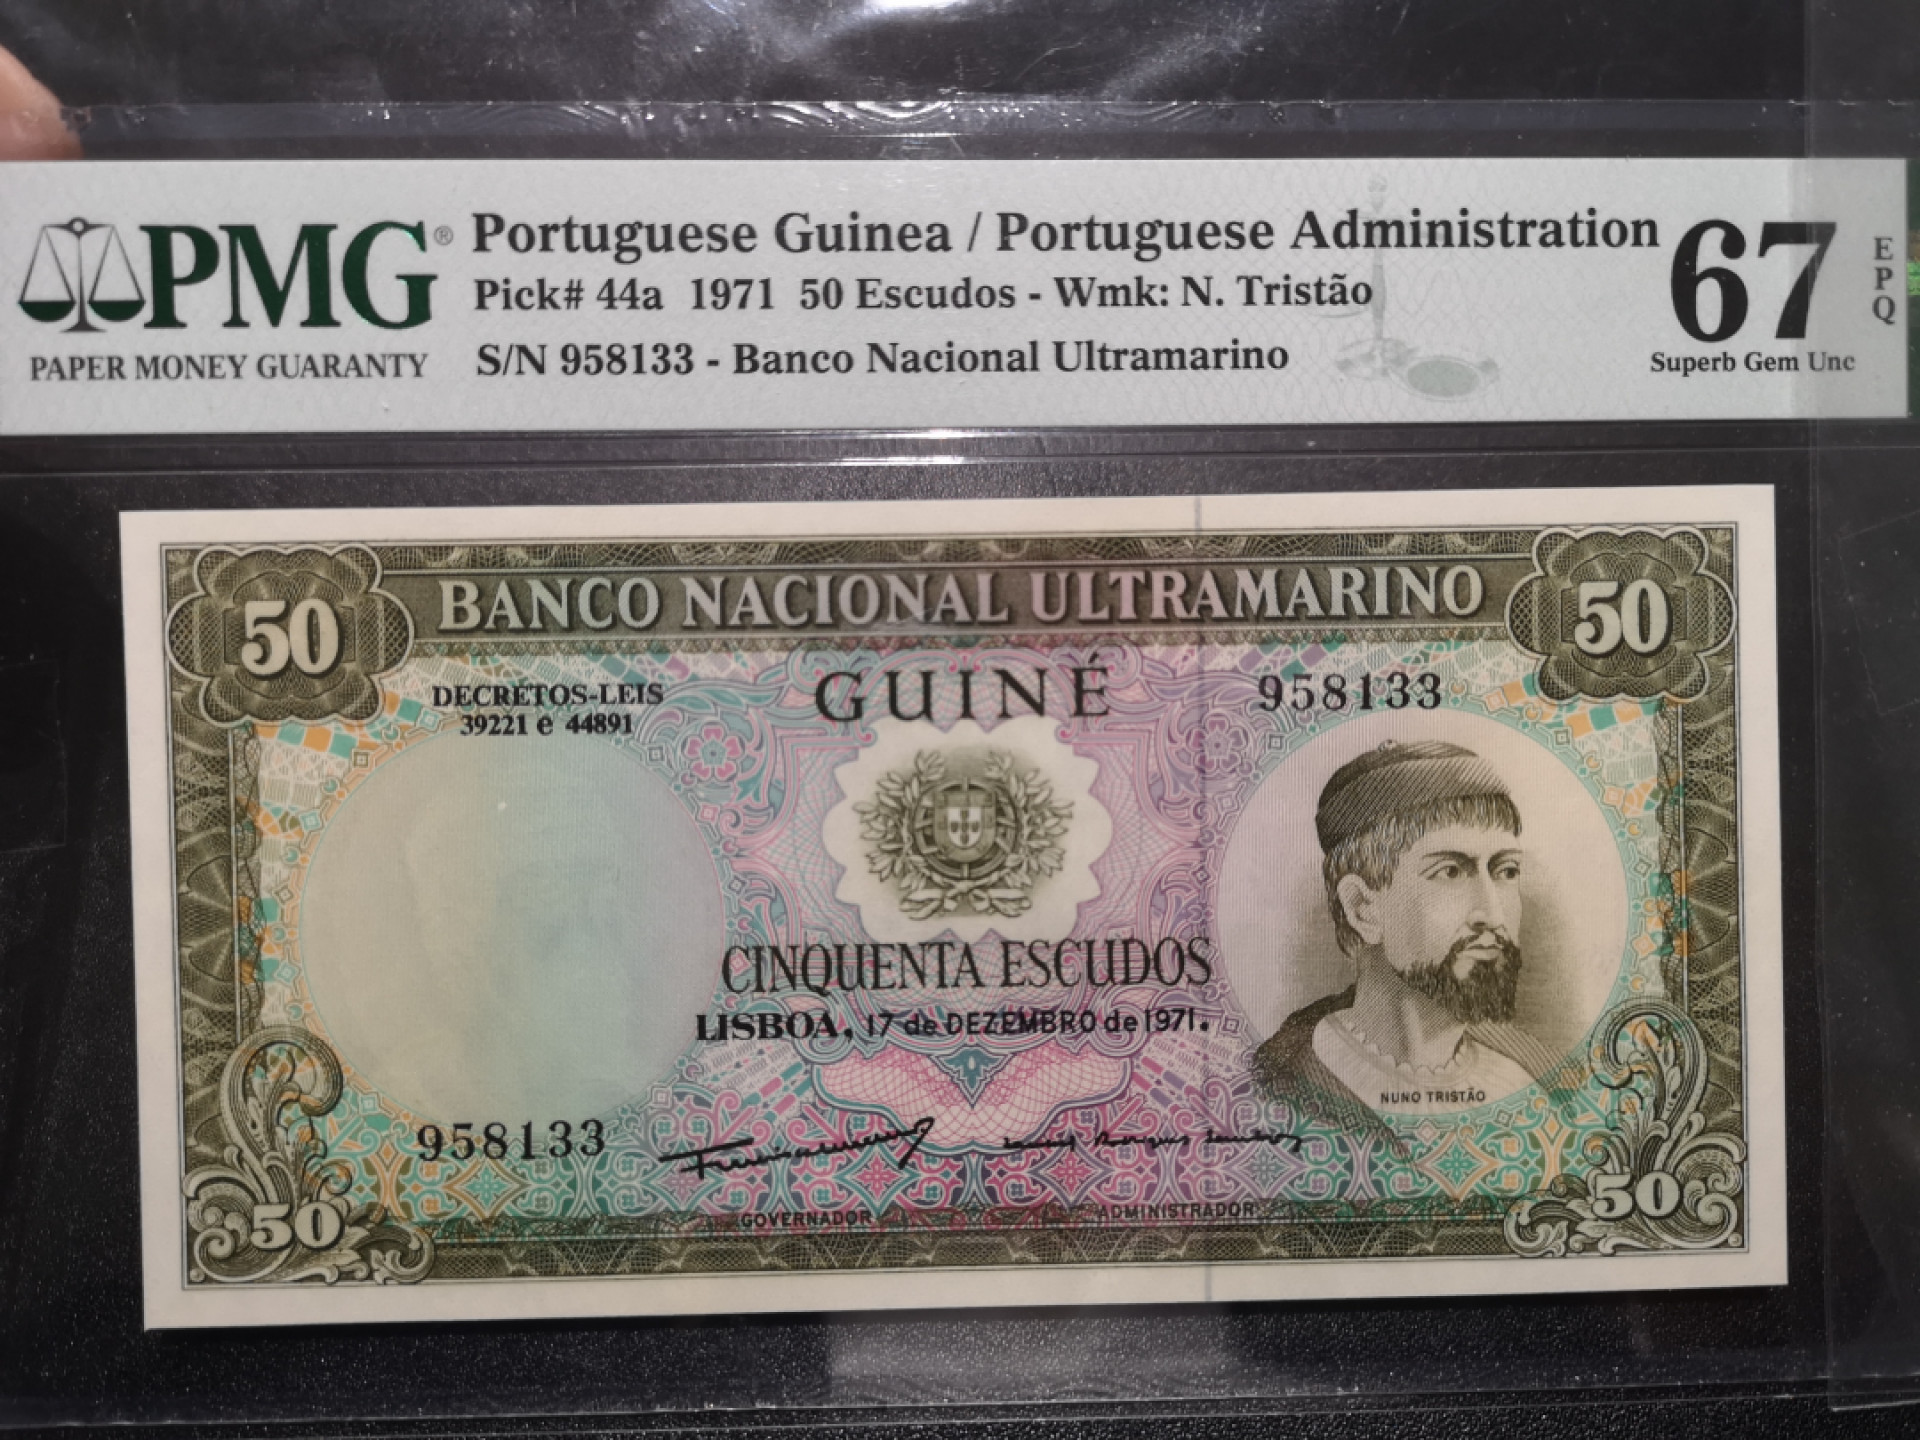 PMG®
PAPER MONEY GUARANTY
Portuguese Guinea / Portuguese Administration
Pick# 44a 1971 50 Escudos - Wmk: N. Tristão
S/N 958133 - Banco Nacional Ultramarino
67
EPQ
Superb Gem Unc
50
BANCO NACIONAL ULTRAMARINO
50
DECRETOS-LEIS
39221 e 44891
GUINÉ
958133
CINQUENTA ESCUDOS
LISBOA, 17 de DEZEMBRO de 1971.
NUNO TRISTÃO
958133
GOVERNADOR
ADMINISTRADOR
50
50